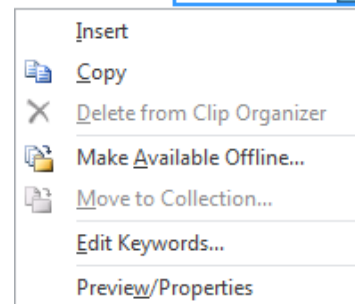 Insert
Copy
Delete from Clip Organizer
Make Available Offline...
Move to Collection...
Edit Keywords...
Preview/Properties